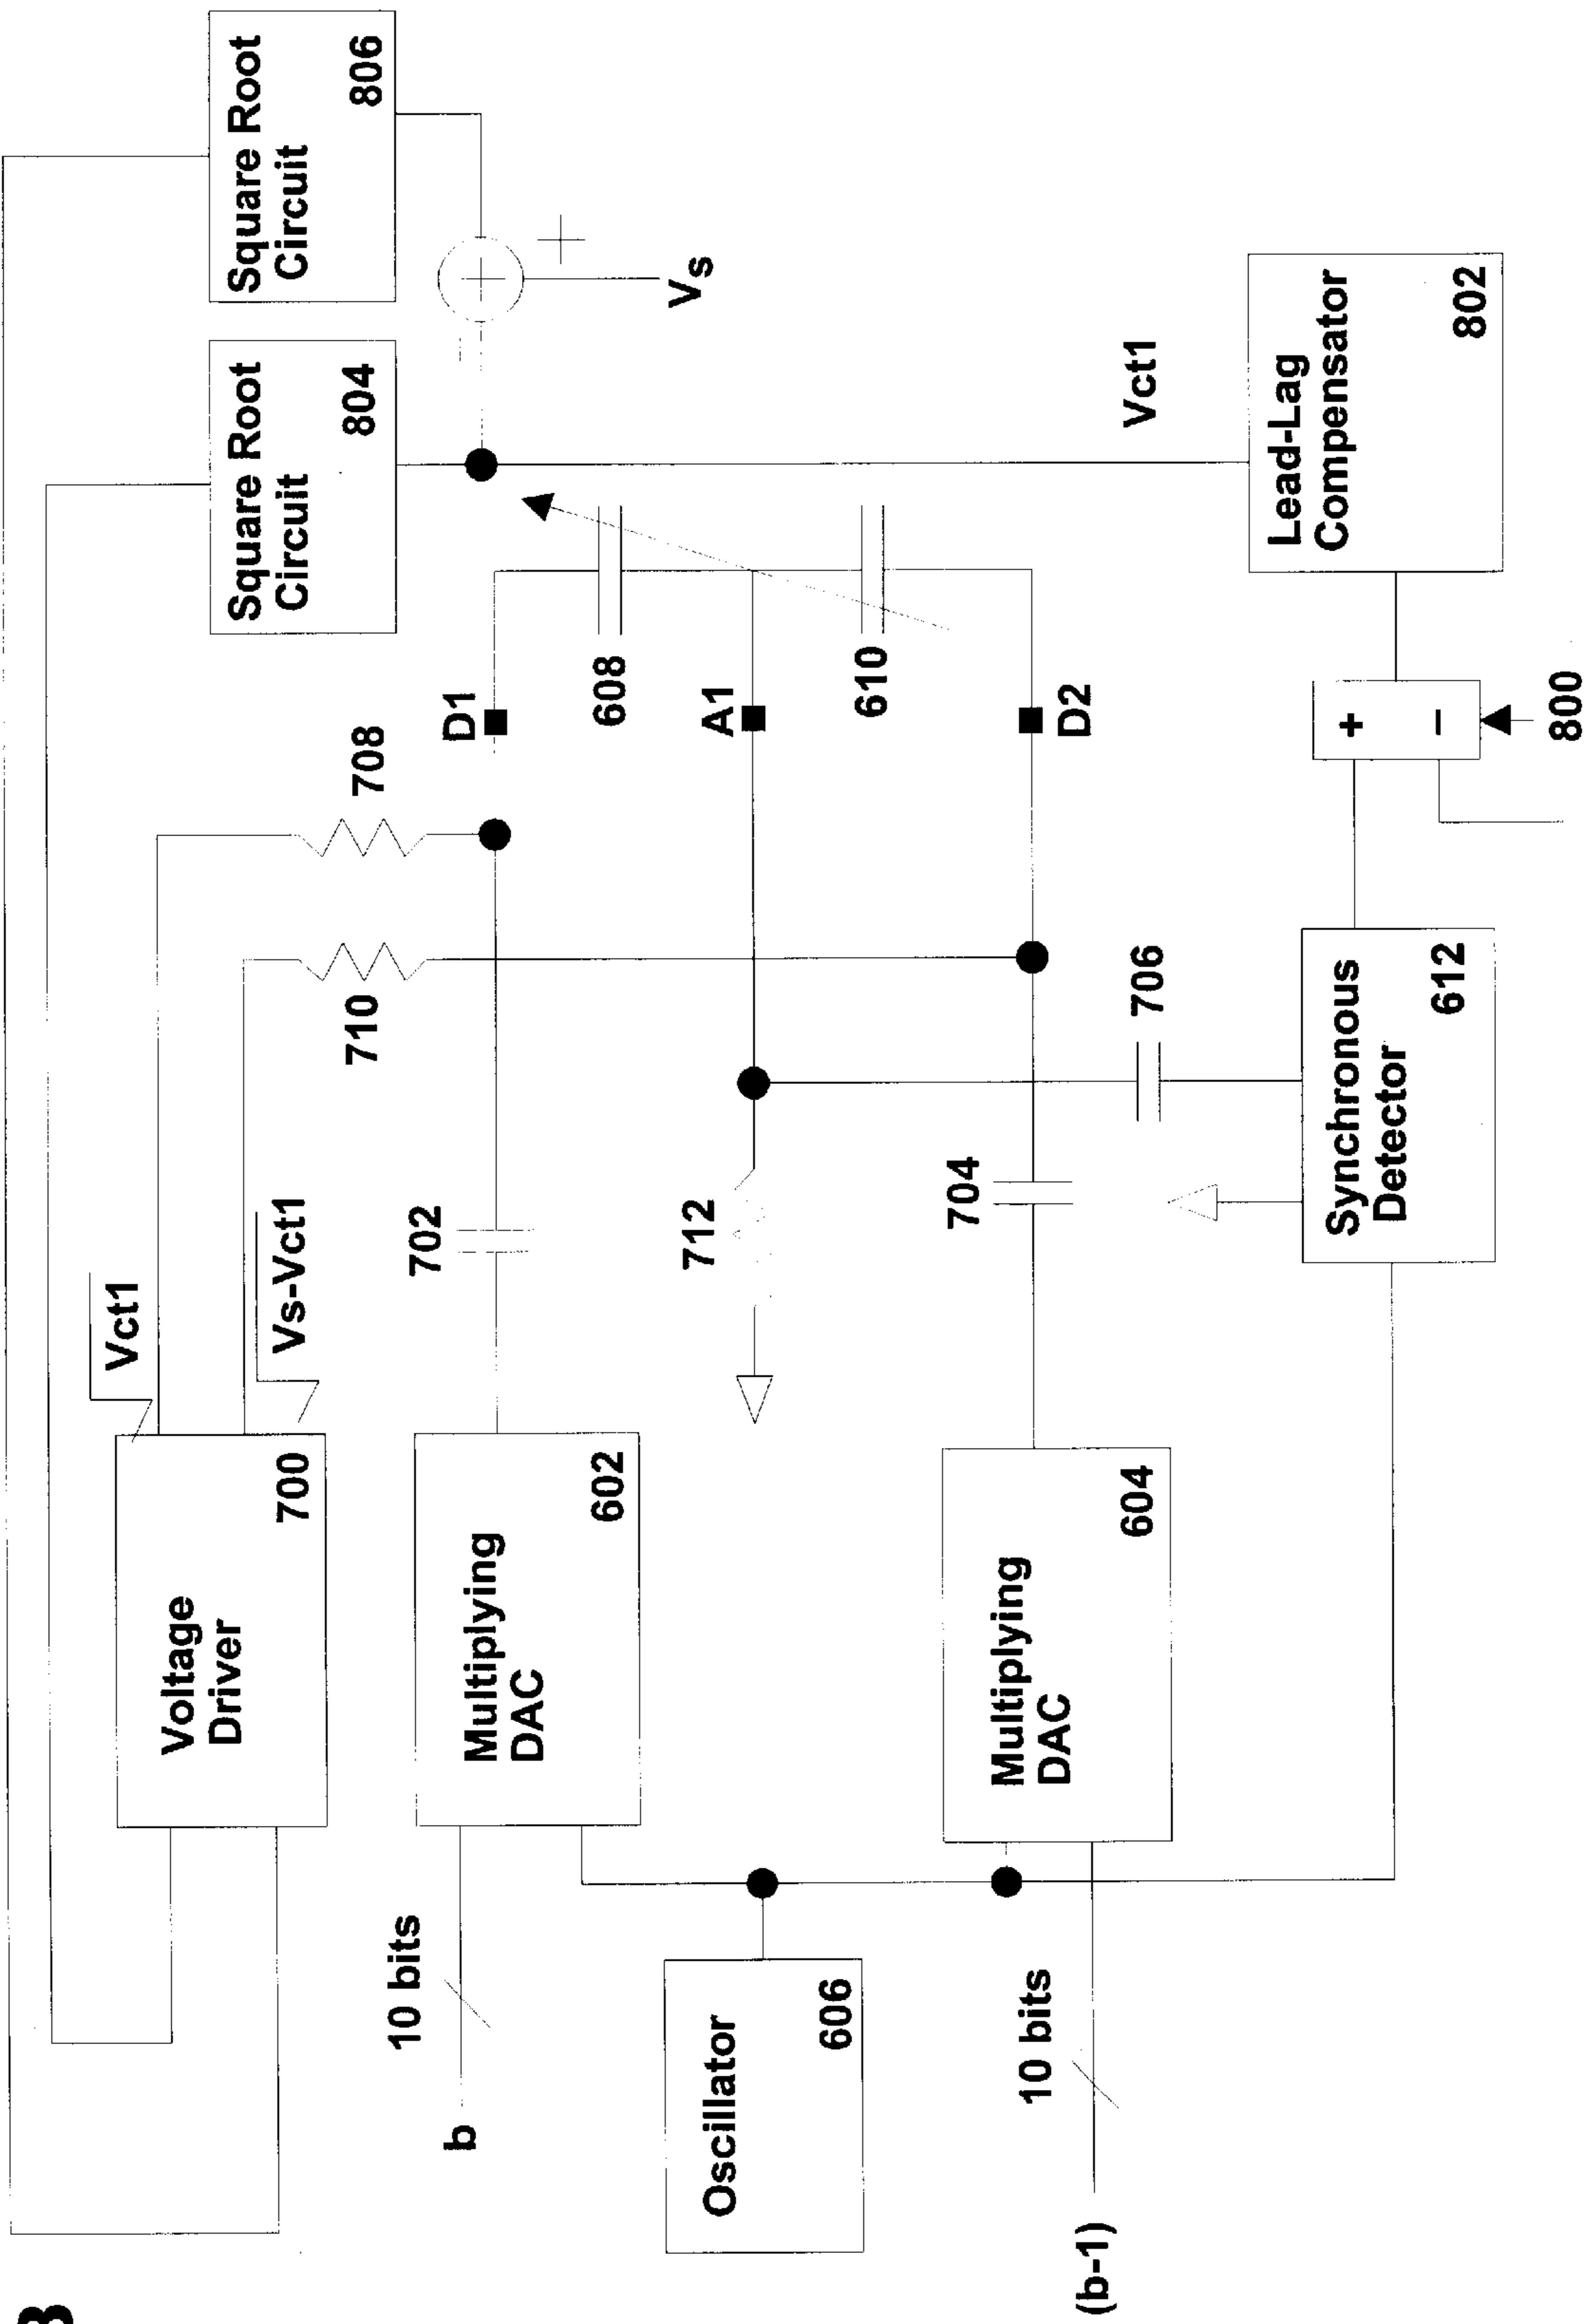 Square Root
Circuit
806
Square Root
Circuit
804
+
+
−
Vs
Vct1
Lead-Lag
Compensator
802
708
710
D1
A1
D2
608
610
+
−
800
706
Synchronous
Detector
612
Vct1
Vs-Vct1
702
712
704
Voltage
Driver
700
Multiplying
DAC
602
Multiplying
DAC
604
10 bits
b
Oscillator
606
10 bits
(b-1)